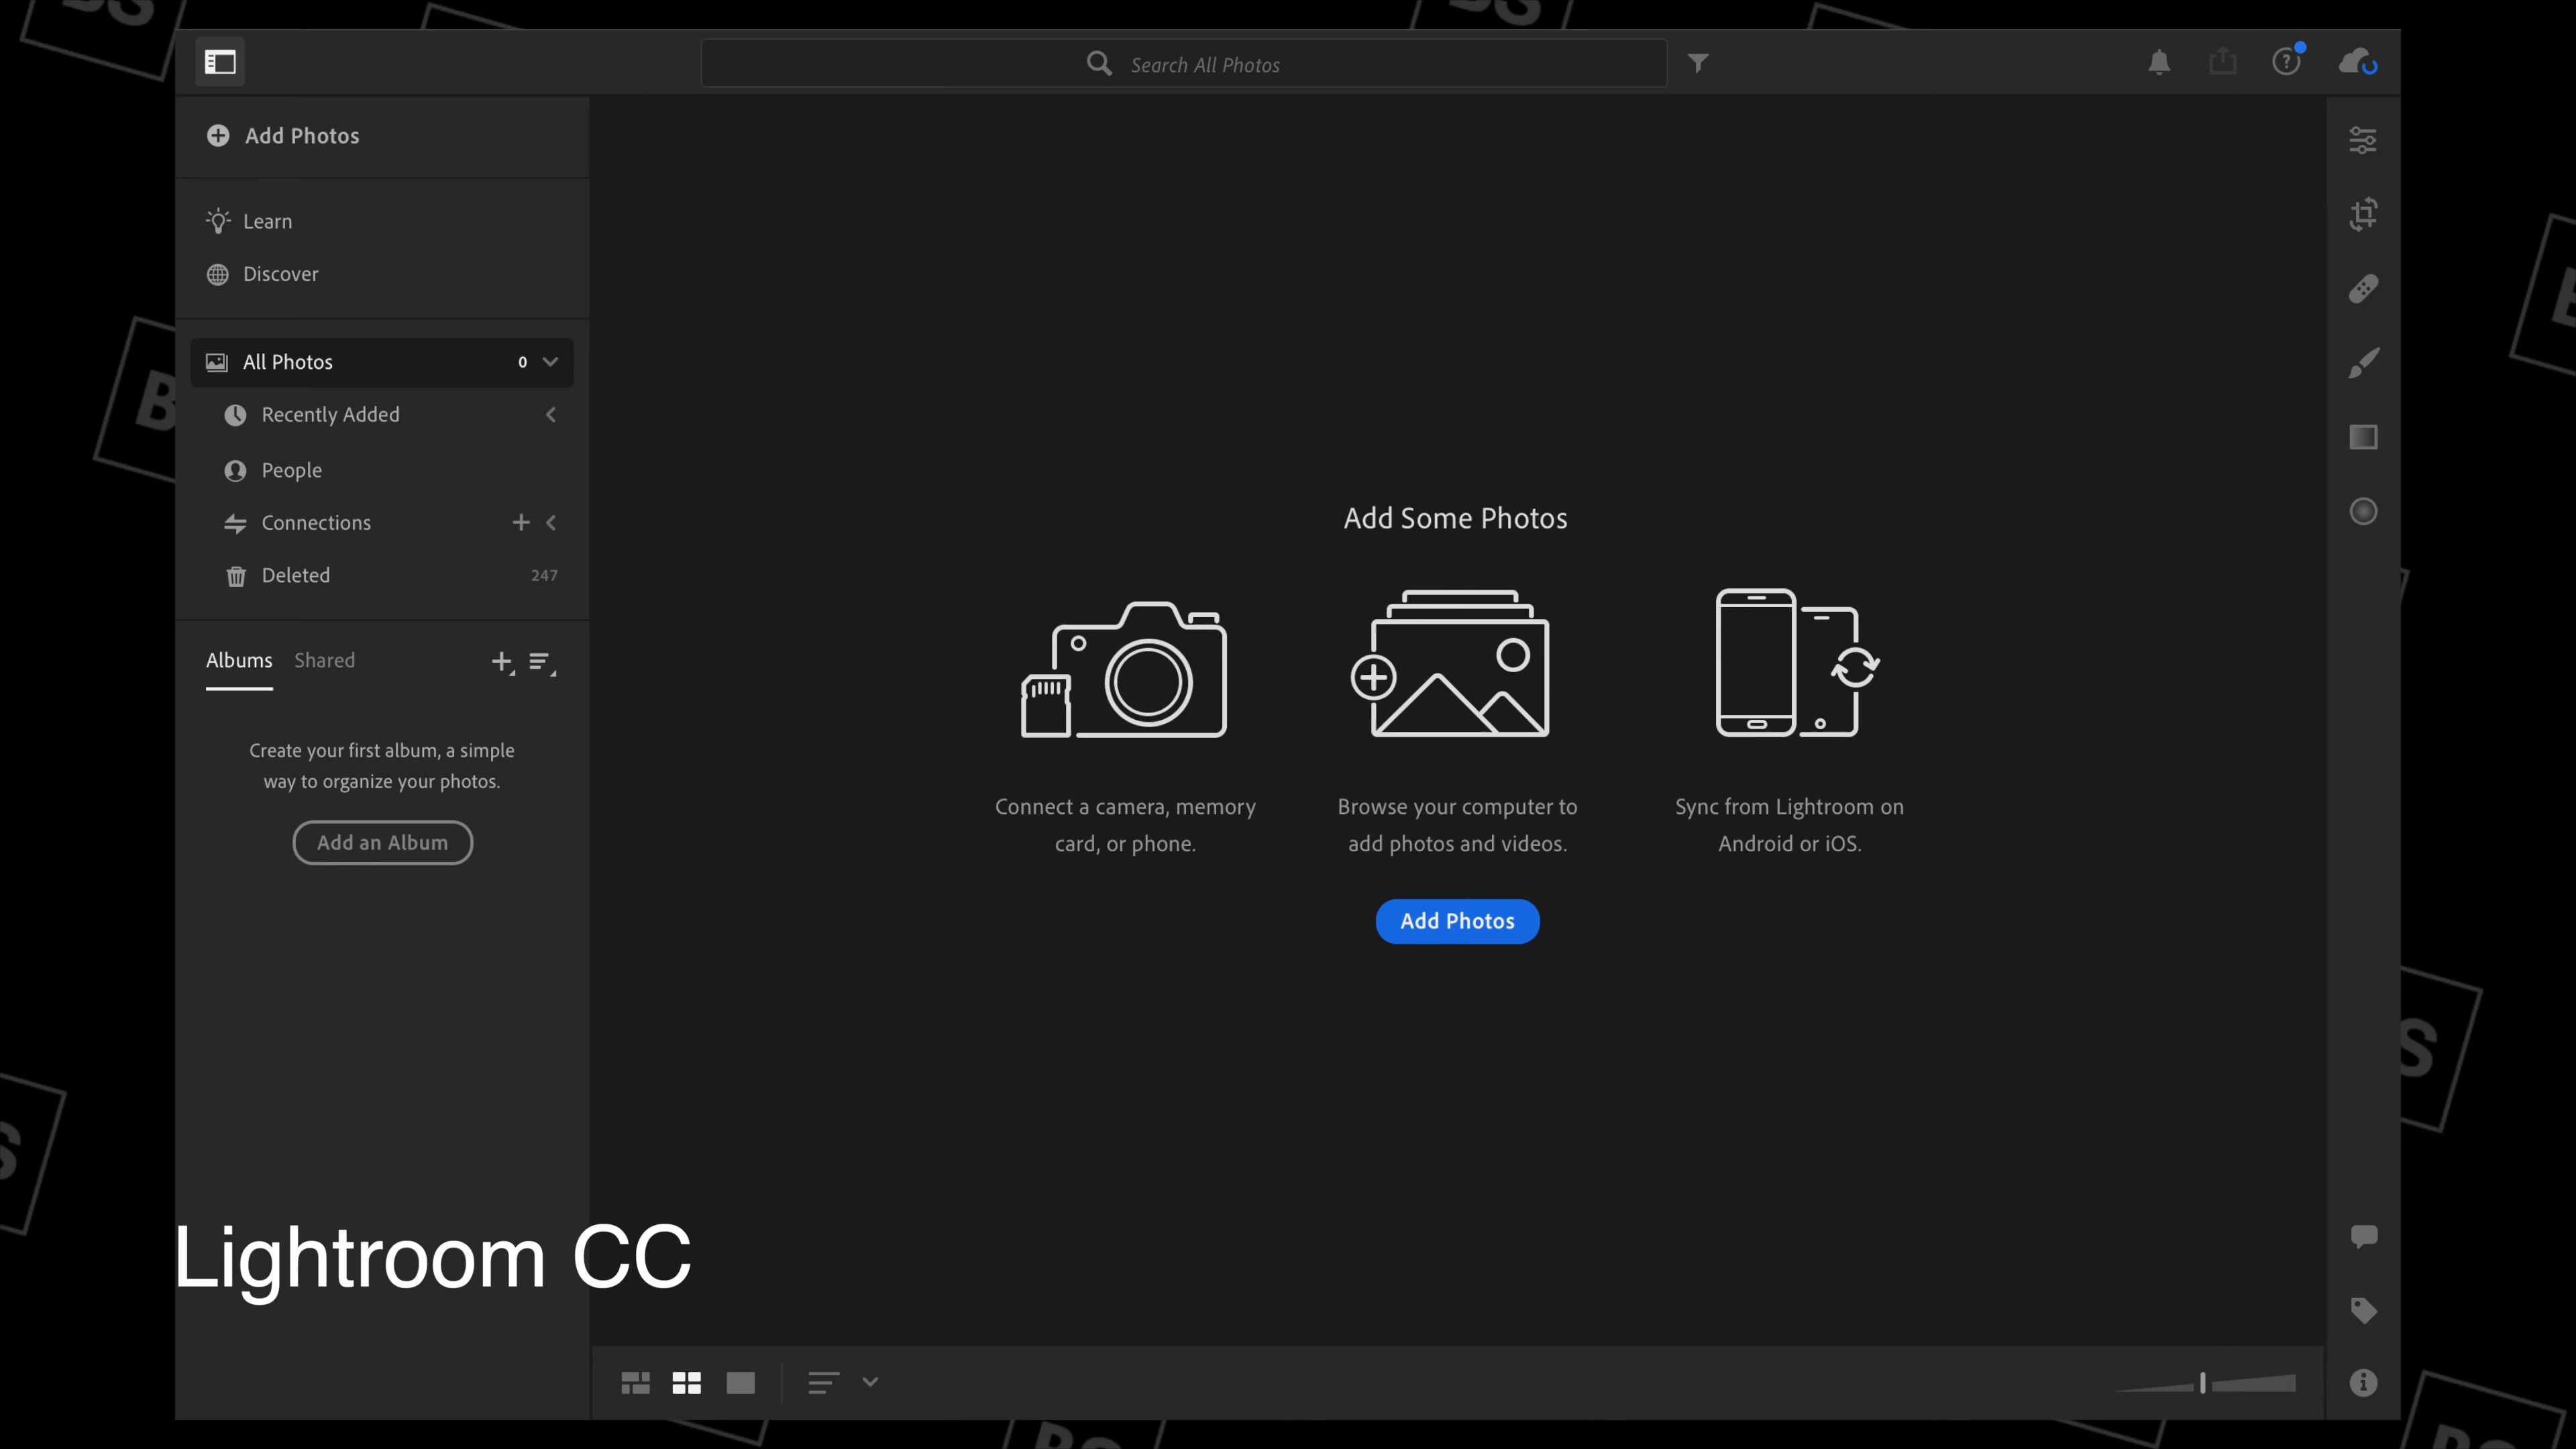 BS
BS
Search All Photos
Add Photos
Learn
Discover
All Photos 0
Recently Added
People
Connections
Deleted 247
Albums Shared
Create your first album, a simple
way to organize your photos.
Add an Album
Add Some Photos
Connect a camera, memory
card, or phone.
Browse your computer to
add photos and videos.
Sync from Lightroom on
Android or iOS.
Add Photos
Lightroom CC